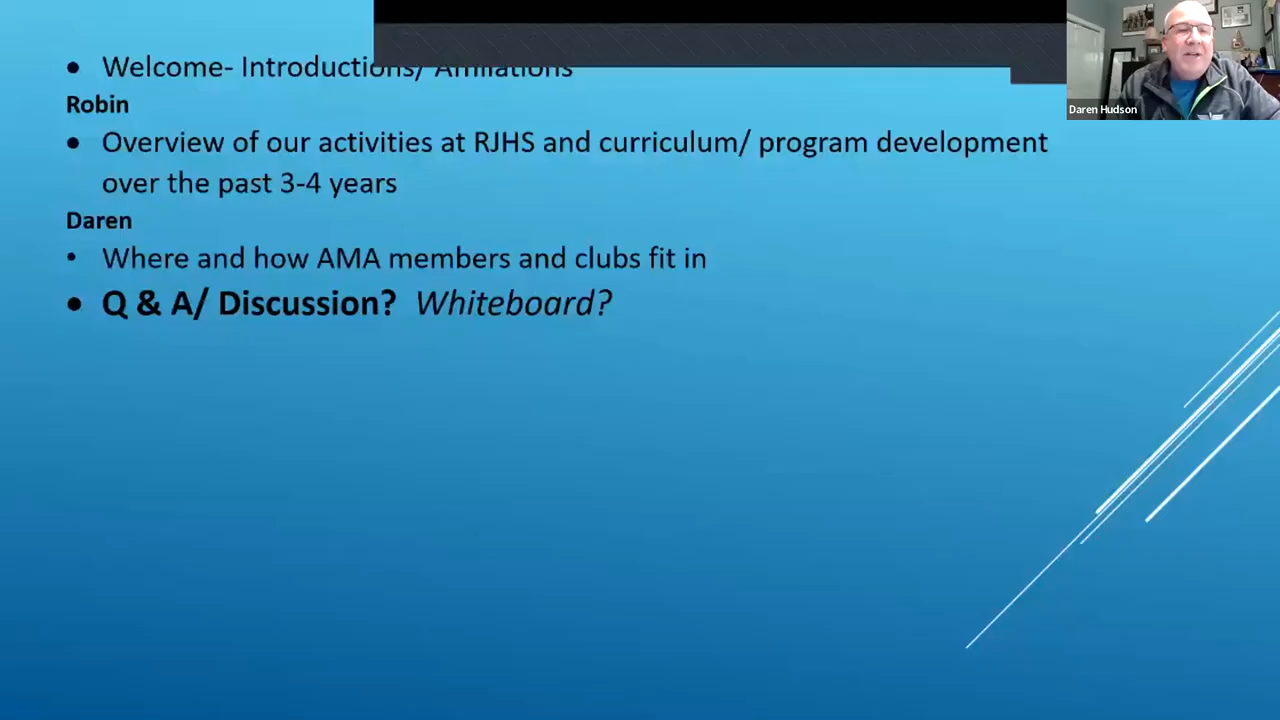 • Welcome- Introductions/ Affiliations
Robin
• Overview of our activities at RJHS and curriculum/ program development
over the past 3-4 years
Daren
• Where and how AMA members and clubs fit in
• Q & A/ Discussion? Whiteboard?
Daren Hudson